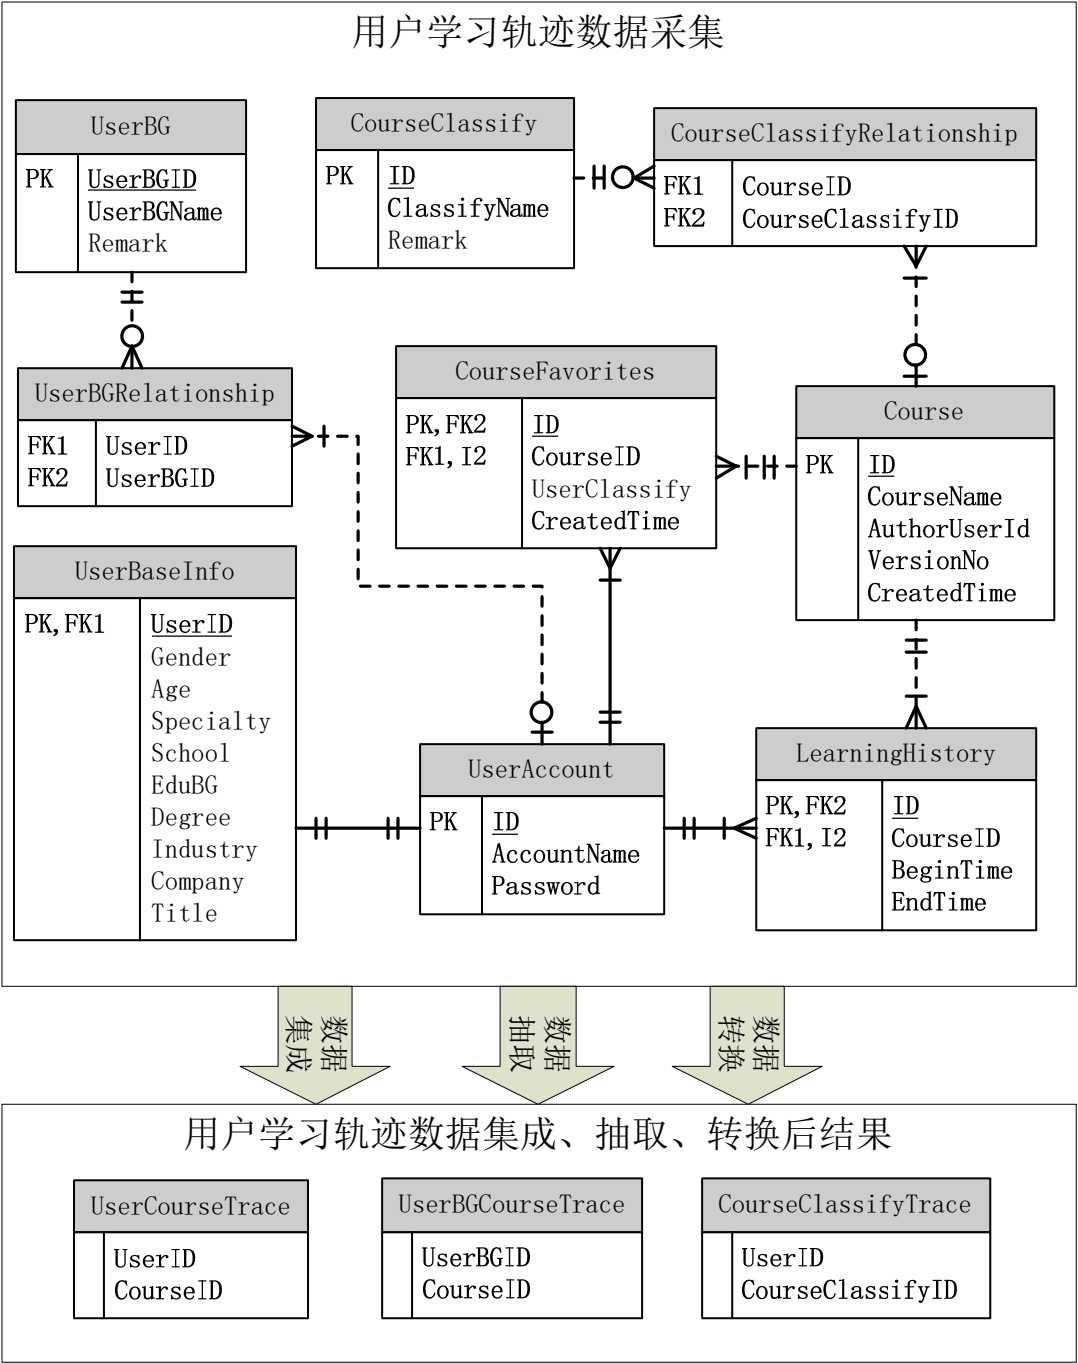 用户学习轨迹数据采集
UserBG
PK
UserBGID
UserBGName
Remark
CourseClassify
PK
ID
ClassifyName
Remark
CourseClassifyRelationship
FK1
CourseID
FK2
CourseClassifyID
UserBGRelationship
FK1
UserID
FK2
UserBGID
CourseFavorites
PK,FK2
ID
FK1,I2
CourseID
UserClassify
CreatedTime
Course
PK
ID
CourseName
AuthorUserId
VersionNo
CreatedTime
UserBaseInfo
PK,FK1
UserID
Gender
Age
Specialty
School
EduBG
Degree
Industry
Company
Title
UserAccount
PK
ID
AccountName
Password
LearningHistory
PK,FK2
ID
FK1,I2
CourseID
BeginTime
EndTime
数据
集成
数据
抽取
数据
转换
用户学习轨迹数据集成、抽取、转换后结果
UserCourseTrace
UserID
CourseID
UserBGCourseTrace
UserBGID
CourseID
CourseClassifyTrace
UserID
CourseClassifyID